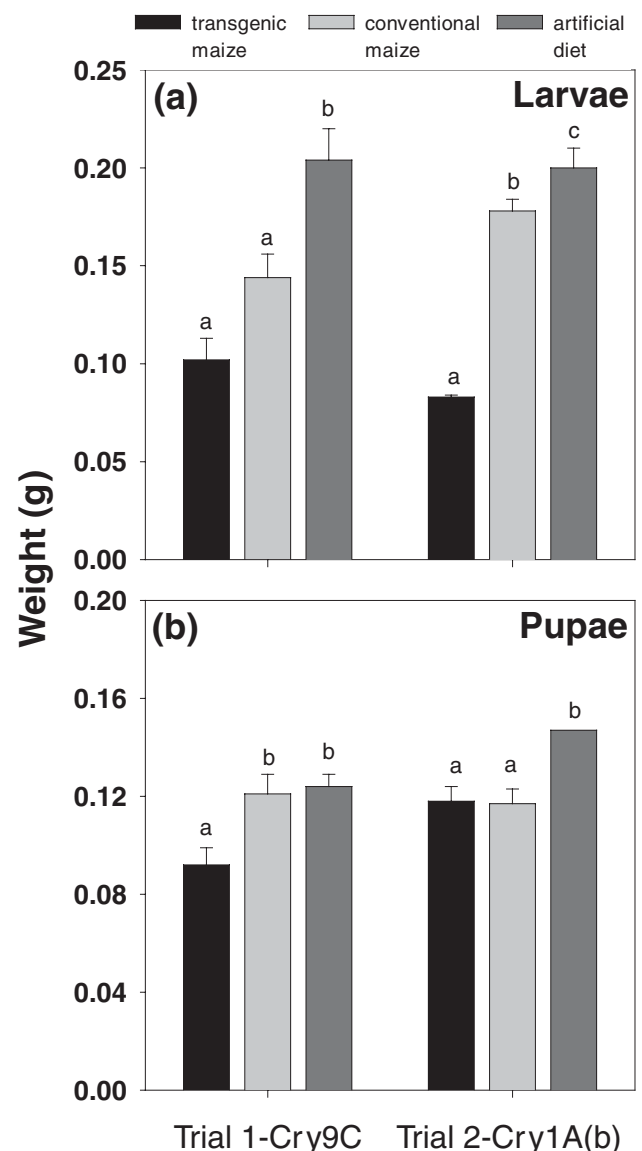 transgenic maize
conventional maize
artificial diet
(a)
Larvae
0.25
0.20
0.15
0.10
0.05
0.00
a
a
b
a
b
c
Weight (g)
(b)
Pupae
0.20
0.16
0.12
0.08
0.04
0.00
a
b
b
a
a
b
Trial 1-Cry9C
Trial 2-Cry1A(b)